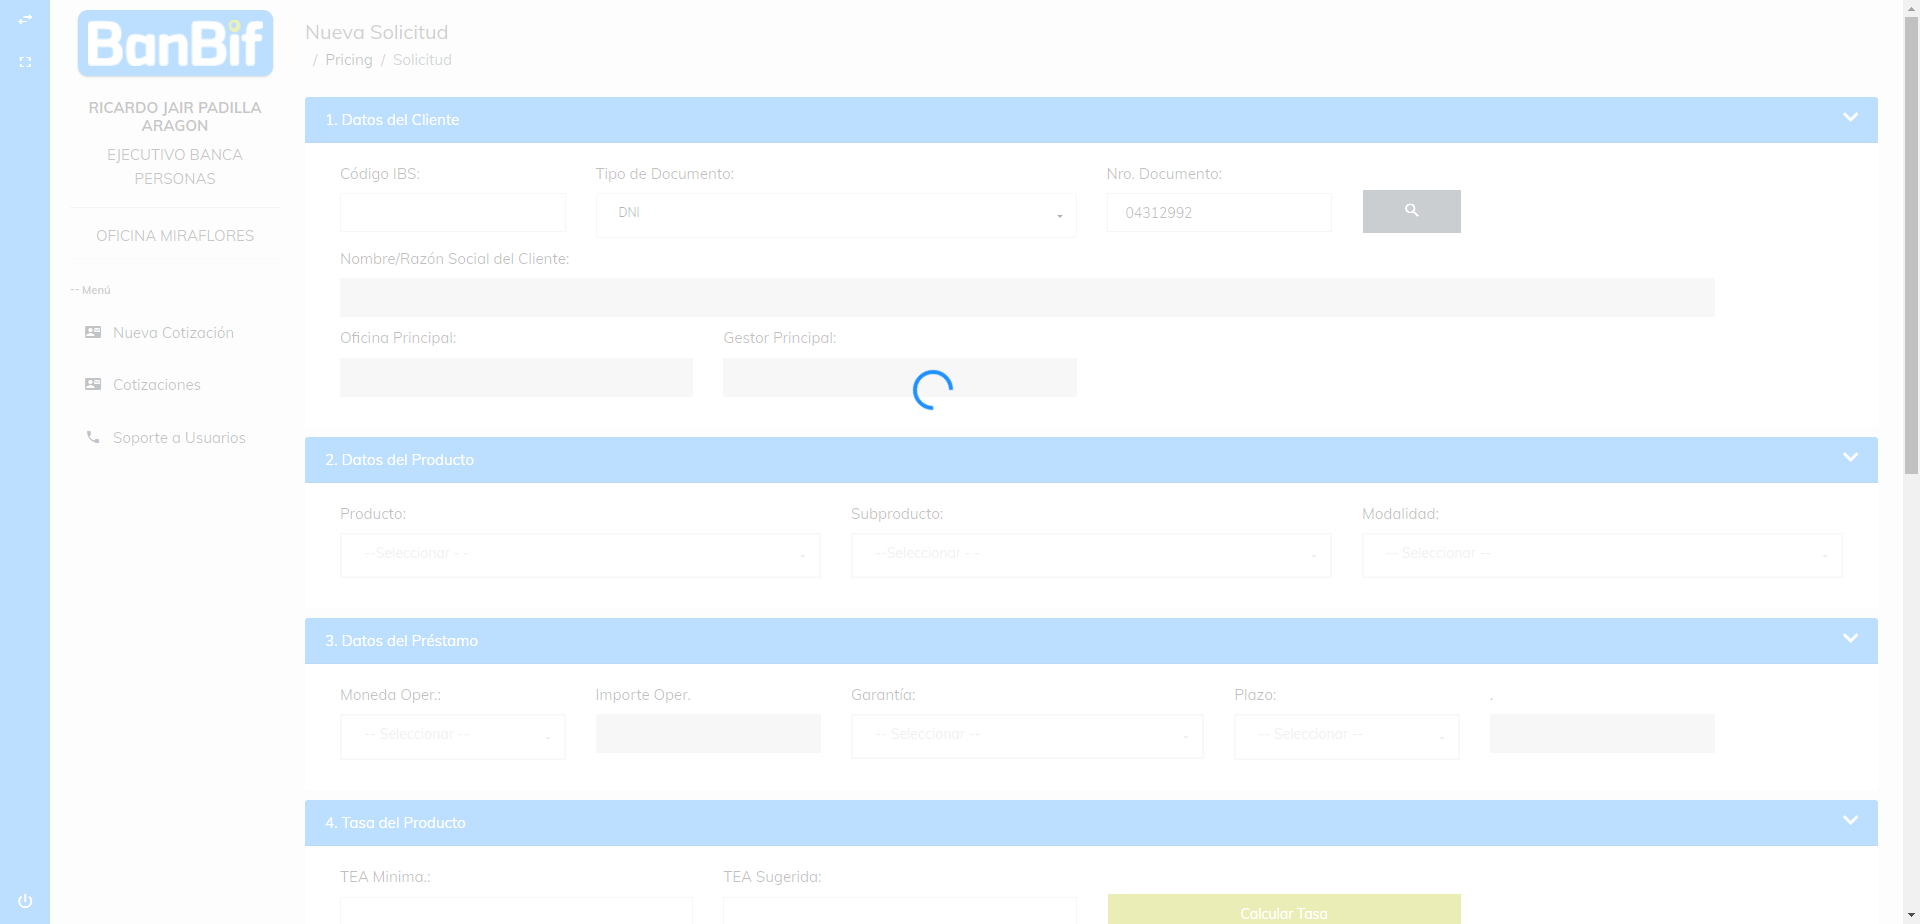 BanBif
RICARDO JAIR PADILLA
ARAGON
EJECUTIVO BANCA
PERSONAS
OFICINA MIRAFLORES
-- Menú
Nueva Cotización
Cotizaciones
Soporte a Usuarios
Nueva Solicitud
/ Pricing / Solicitud
1. Datos del Cliente
Código IBS:
Tipo de Documento:
Nro. Documento:
DNI
04312992
Nombre/Razón Social del Cliente:
Oficina Principal:
Gestor Principal:
2. Datos del Producto
Producto:
Subproducto:
Modalidad:
--Seleccionar - -
--Seleccionar - -
-- Seleccionar --
3. Datos del Préstamo
Moneda Oper.:
Importe Oper.
Garantía:
Plazo:
.
-- Seleccionar --
-- Seleccionar --
-- Seleccionar --
4. Tasa del Producto
TEA Minima.:
TEA Sugerida:
Calcular Tasa